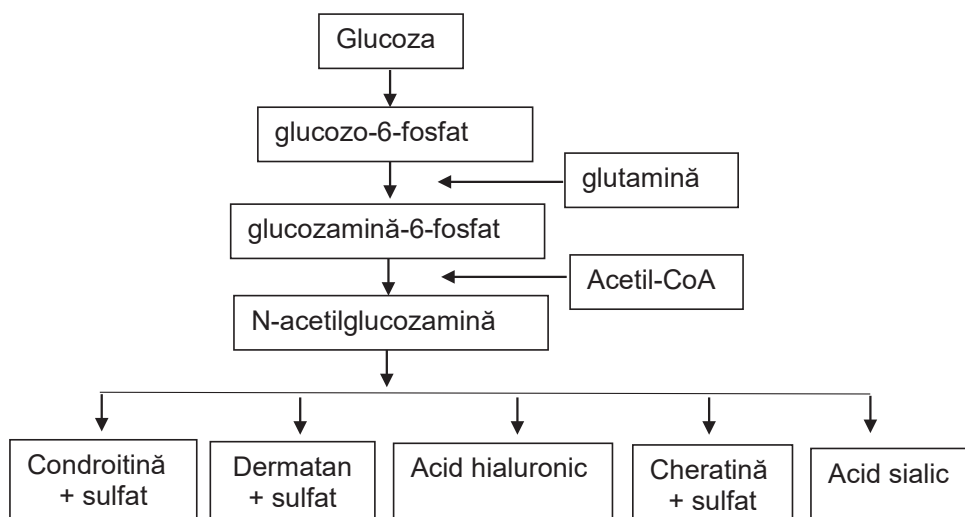 Glucoza
glucozo-6-fosfat
glutamină
glucozamină-6-fosfat
Acetil-CoA
N-acetilglucozamină
Condroitină
+ sulfat
Dermatan
+ sulfat
Acid hialuronic
Cheratină
+ sulfat
Acid sialic